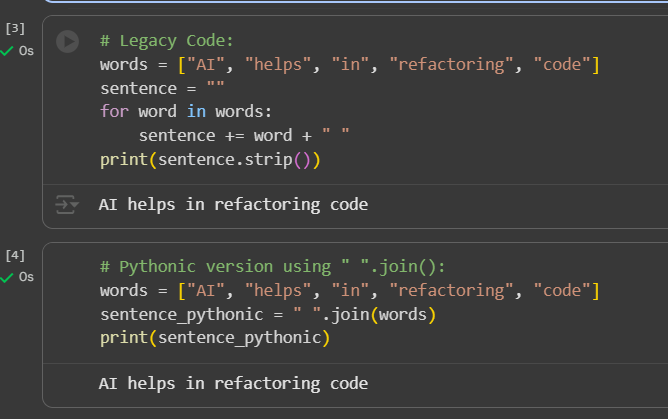 [3]
0s
# Legacy Code:
words = ["AI", "helps", "in", "refactoring", "code"]
sentence = ""
for word in words:
    sentence += word + " "
print(sentence.strip())
AI helps in refactoring code
[4]
0s
# Pythonic version using " ".join():
words = ["AI", "helps", "in", "refactoring", "code"]
sentence_pythonic = " ".join(words)
print(sentence_pythonic)
AI helps in refactoring code